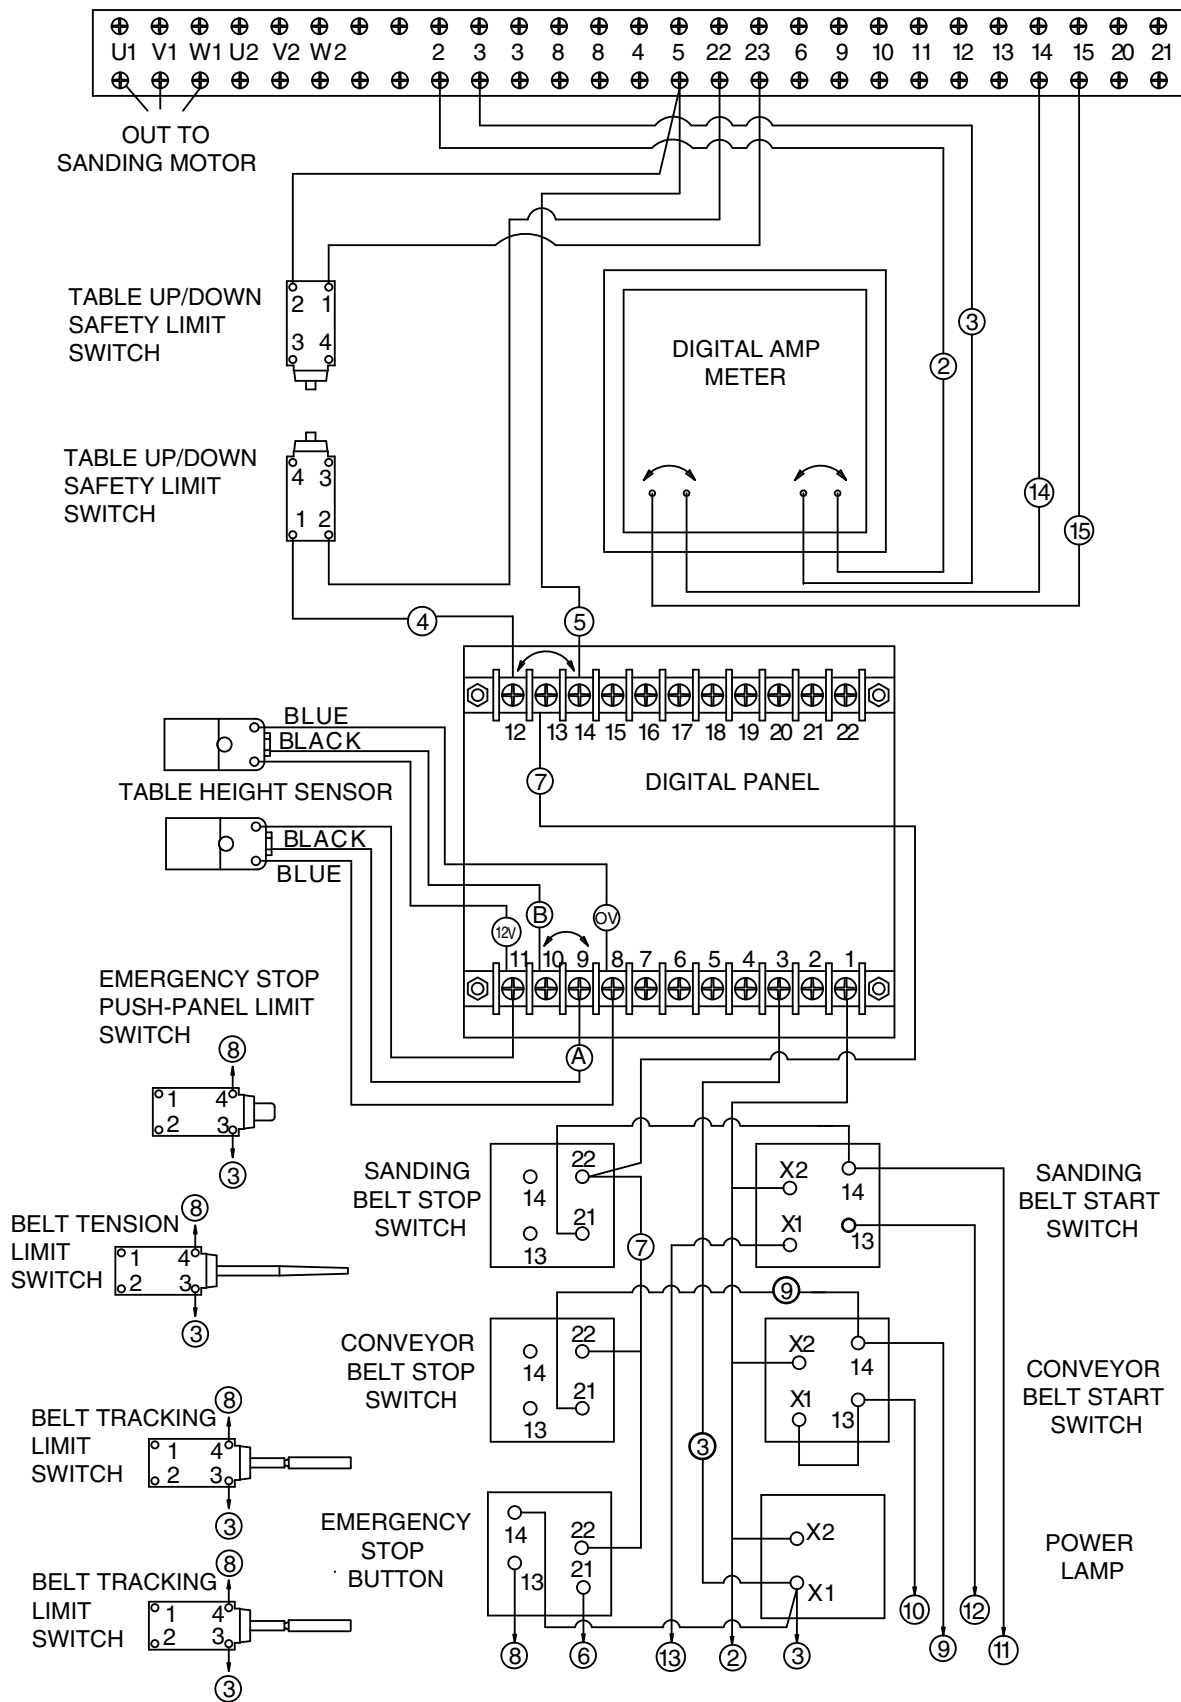 U1 V1 W1 U2 V2 W2 2 3 3 8 8 4 5 22 23 6 9 10 11 12 13 14 15 20 21
OUT TO
SANDING MOTOR
TABLE UP/DOWN
SAFETY LIMIT
SWITCH
2 1
3 4
DIGITAL AMP
METER
3
2
14
15
TABLE UP/DOWN
SAFETY LIMIT
SWITCH
4 3
1 2
4
5
12 13 14 15 16 17 18 19 20 21 22
7
DIGITAL PANEL
BLUE
BLACK
TABLE HEIGHT SENSOR
BLACK
BLUE
12V
B
0V
11 10 9 8 7 6 5 4 3 2 1
A
EMERGENCY STOP
PUSH-PANEL LIMIT
SWITCH
8
1 4
2 3
3
BELT TENSION
LIMIT
SWITCH
8
1 4
2 3
3
BELT TRACKING
LIMIT
SWITCH
8
1 4
2 3
3
BELT TRACKING
LIMIT
SWITCH
8
1 4
2 3
3
SANDING
BELT STOP
SWITCH
22
14
21
13
7
X2
14
X1
13
SANDING
BELT START
SWITCH
9
CONVEYOR
BELT STOP
SWITCH
22
14
21
13
3
X2
14
X1
13
CONVEYOR
BELT START
SWITCH
EMERGENCY
STOP
BUTTON
14
22
13
21
X2
X1
POWER
LAMP
8 6 13 2 3 10 9 12 11